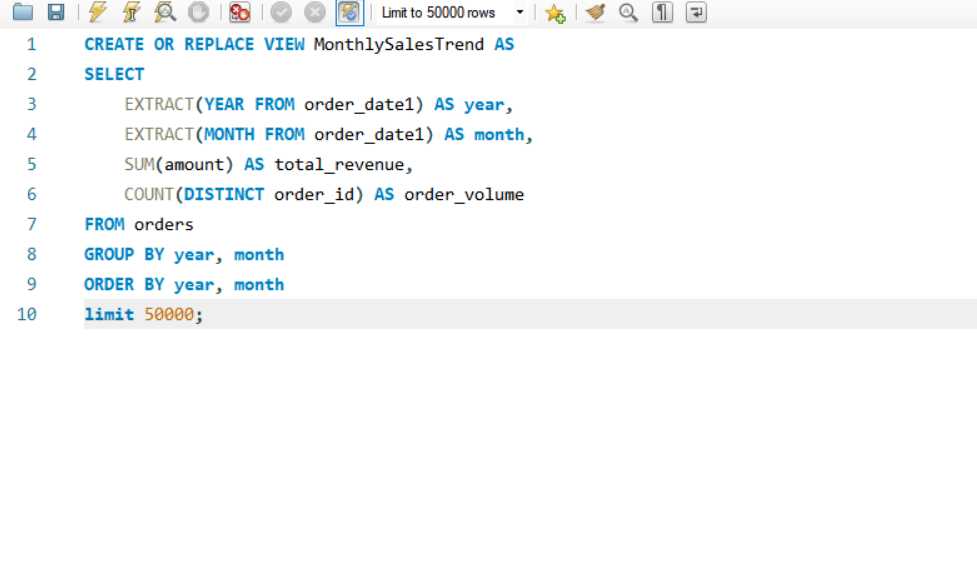 Limit to 50000 rows
1 CREATE OR REPLACE VIEW MonthlySalesTrend AS
2 SELECT
3 EXTRACT(YEAR FROM order_date1) AS year,
4 EXTRACT(MONTH FROM order_date1) AS month,
5 SUM(amount) AS total_revenue,
6 COUNT(DISTINCT order_id) AS order_volume
7 FROM orders
8 GROUP BY year, month
9 ORDER BY year, month
10 limit 50000;